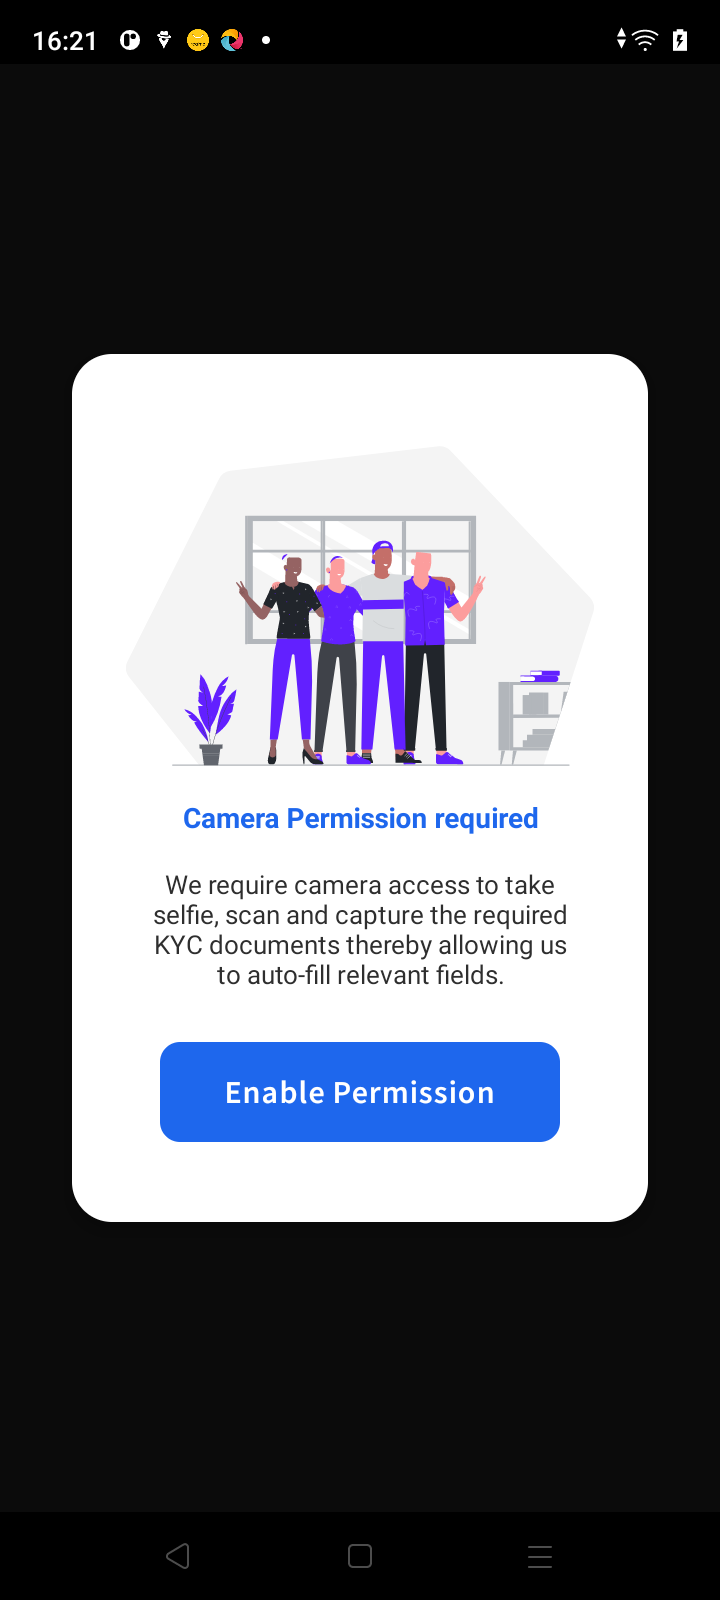 16:21
Camera Permission required
We require camera access to take
selfie, scan and capture the required
KYC documents thereby allowing us
to auto-fill relevant fields.
Enable Permission